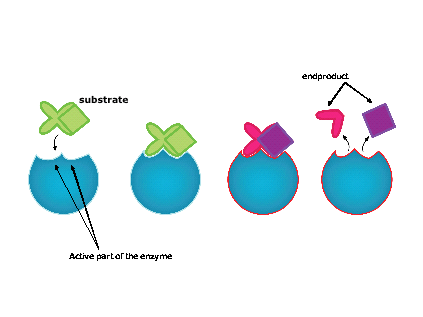 endproduct
substrate
Active part of the enzyme